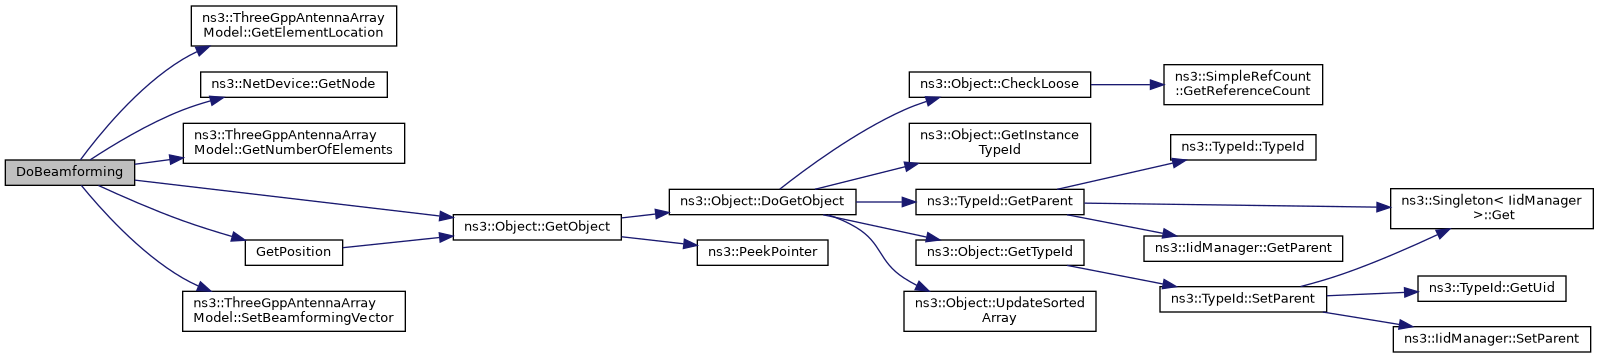 DoBeamforming
ns3::ThreeGppAntennaArray
Model::GetElementLocation
ns3::NetDevice::GetNode
ns3::ThreeGppAntennaArray
Model::GetNumberOfElements
GetPosition
ns3::ThreeGppAntennaArray
Model::SetBeamformingVector
ns3::Object::GetObject
ns3::Object::DoGetObject
ns3::PeekPointer
ns3::Object::CheckLoose
ns3::Object::GetInstance
TypeId
ns3::TypeId::GetParent
ns3::Object::GetTypeId
ns3::Object::UpdateSorted
Array
ns3::SimpleRefCount
::GetReferenceCount
ns3::TypeId::TypeId
ns3::IidManager::GetParent
ns3::TypeId::SetParent
ns3::Singleton< IidManager
>::Get
ns3::TypeId::GetUid
ns3::IidManager::SetParent